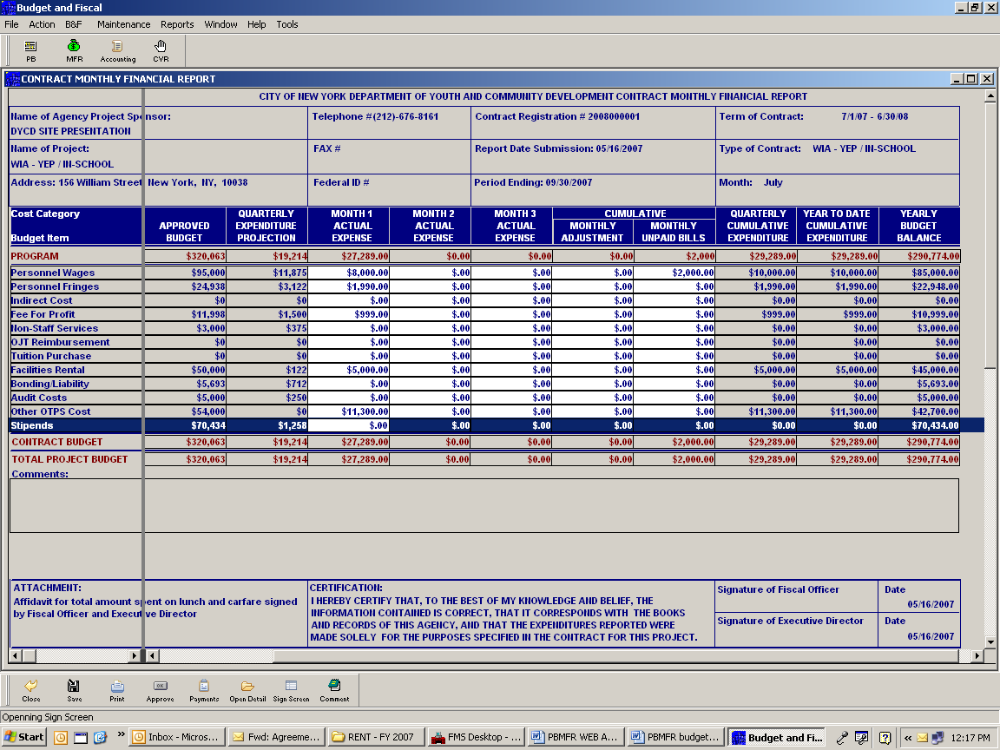 Budget and Fiscal
File Action B&F Maintenance Reports Window Help Tools
PB MFR Accounting CVR
CONTRACT MONTHLY FINANCIAL REPORT
CITY OF NEW YORK DEPARTMENT OF YOUTH AND COMMUNITY DEVELOPMENT CONTRACT MONTHLY FINANCIAL REPORT
Name of Agency Project Sponsor: Telephone #(212)-676-8161 Contract Registration # 2008000001 Term of Contract: 7/1/07 - 6/30/08
DYCD SITE PRESENTATION
Name of Project: FAX # Report Date Submission: 05/16/2007 Type of Contract: WIA - YEP / IN-SCHOOL
WIA - YEP / IN-SCHOOL
Address: 156 William Street New York, NY, 10038 Federal ID # Period Ending: 09/30/2007 Month: July
Cost Category QUARTERLY MONTH 1 MONTH 2 MONTH 3 CUMULATIVE QUARTERLY YEAR TO DATE YEARLY
APPROVED EXPENDITURE ACTUAL ACTUAL ACTUAL MONTHLY MONTHLY CUMULATIVE CUMULATIVE BUDGET
Budget Item BUDGET PROJECTION EXPENSE EXPENSE EXPENSE ADJUSTMENT UNPAID BILLS EXPENDITURE EXPENDITURE BALANCE
PROGRAM $320,063 $19,214 $27,289.00 $0.00 $0.00 $0.00 $2,000 $29,289.00 $29,289.00 $290,774.00
Personnel Wages $95,000 $11,875 $8,000.00 $.00 $.00 $.00 $2,000.00 $10,000.00 $10,000.00 $85,000.00
Personnel Fringes $24,938 $3,122 $1,990.00 $.00 $.00 $.00 $.00 $1,990.00 $1,990.00 $22,948.00
Indirect Cost $0 $0 $.00 $.00 $.00 $.00 $.00 $0.00 $0.00 $0.00
Fee For Profit $11,998 $1,500 $999.00 $.00 $.00 $.00 $.00 $999.00 $999.00 $10,999.00
Non-Staff Services $3,000 $375 $.00 $.00 $.00 $.00 $.00 $0.00 $0.00 $3,000.00
OJT Reimbursement $0 $0 $.00 $.00 $.00 $.00 $.00 $0.00 $0.00 $0.00
Tuition Purchase $0 $0 $.00 $.00 $.00 $.00 $.00 $0.00 $0.00 $0.00
Facilities Rental $50,000 $122 $5,000.00 $.00 $.00 $.00 $.00 $5,000.00 $5,000.00 $45,000.00
Bonding/Liability $5,693 $712 $.00 $.00 $.00 $.00 $.00 $0.00 $0.00 $5,693.00
Audit Costs $5,000 $250 $.00 $.00 $.00 $.00 $.00 $0.00 $0.00 $5,000.00
Other OTPS Cost $54,000 $0 $11,300.00 $.00 $.00 $.00 $.00 $11,300.00 $11,300.00 $42,700.00
Stipends $70,434 $1,258 $.00 $.00 $.00 $.00 $.00 $0.00 $0.00 $70,434.00
CONTRACT BUDGET $320,063 $19,214 $27,289.00 $0.00 $0.00 $0.00 $2,000.00 $29,289.00 $29,289.00 $290,774.00
TOTAL PROJECT BUDGET $320,063 $19,214 $27,289.00 $0.00 $0.00 $0.00 $2,000.00 $29,289.00 $29,289.00 $290,774.00
Comments:
ATTACHMENT:
Affidavit for total amount spent on lunch and carfare signed
by Fiscal Officer and Executive Director
CERTIFICATION:
I HEREBY CERTIFY THAT, TO THE BEST OF MY KNOWLEDGE AND BELIEF, THE
INFORMATION CONTAINED IS CORRECT, THAT IT CORRESPONDS WITH THE BOOKS
AND RECORDS OF THIS AGENCY, AND THAT THE EXPENDITURES REPORTED WERE
MADE SOLELY FOR THE PURPOSES SPECIFIED IN THE CONTRACT FOR THIS PROJECT.
Signature of Fiscal Officer Date
05/16/2007
Signature of Executive Director Date
05/16/2007
Close Save Print Approve Payments Open Detail Sign Screen Comment
Openning Sign Screen
Start Inbox - Micros... Fwd: Agreeme... RENT - FY 2007 FMS Desktop - ... PBMFR WEB A... PBMFR budget... Budget and Fi... 12:17 PM